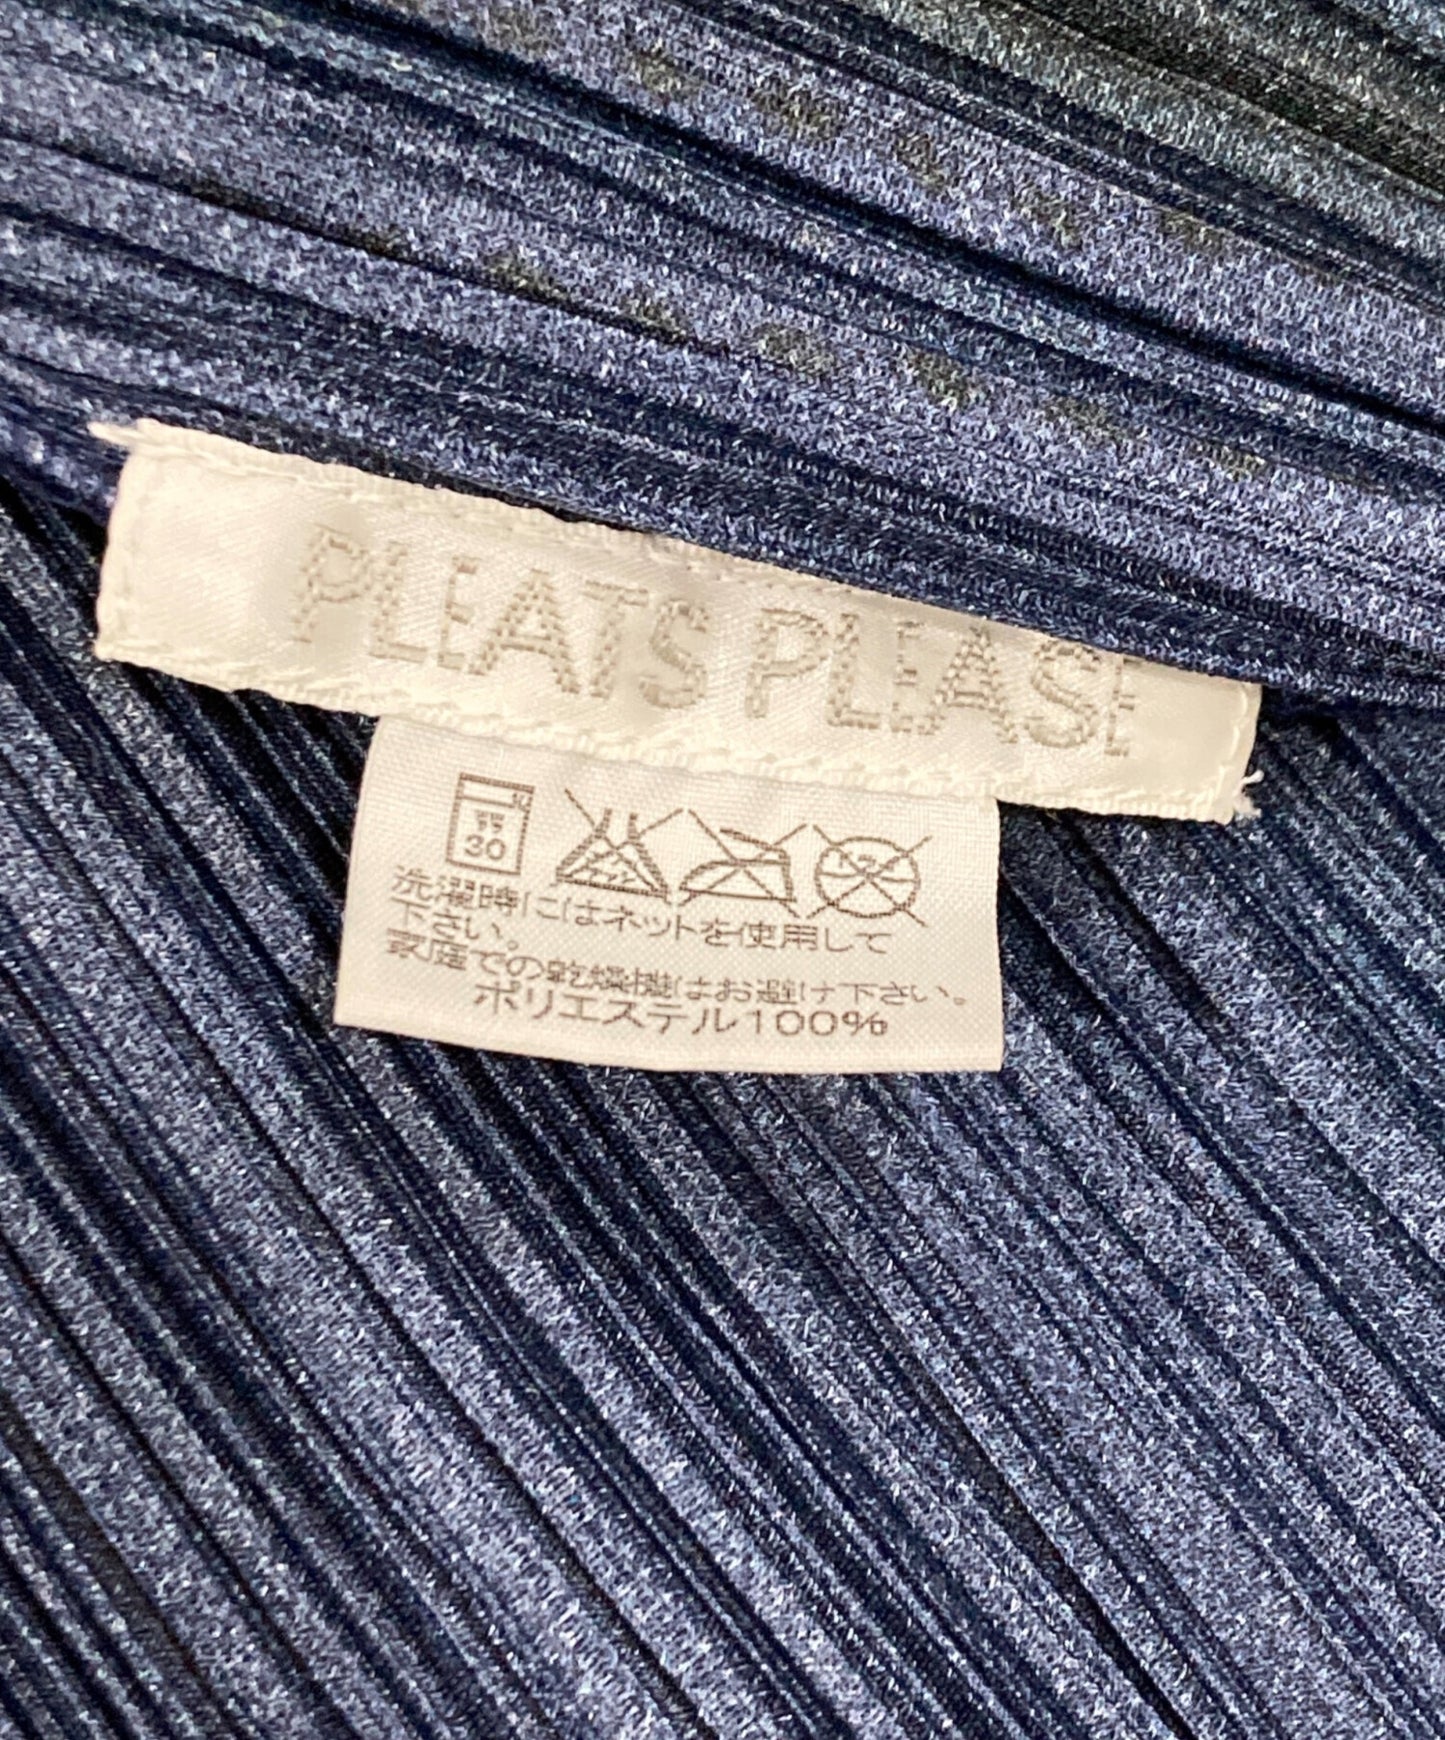 PLEATS PLEASE
30
洗濯時にはネットを使用して
下さい。
家庭での乾燥機はお避け下さい。
ポリエステル100%